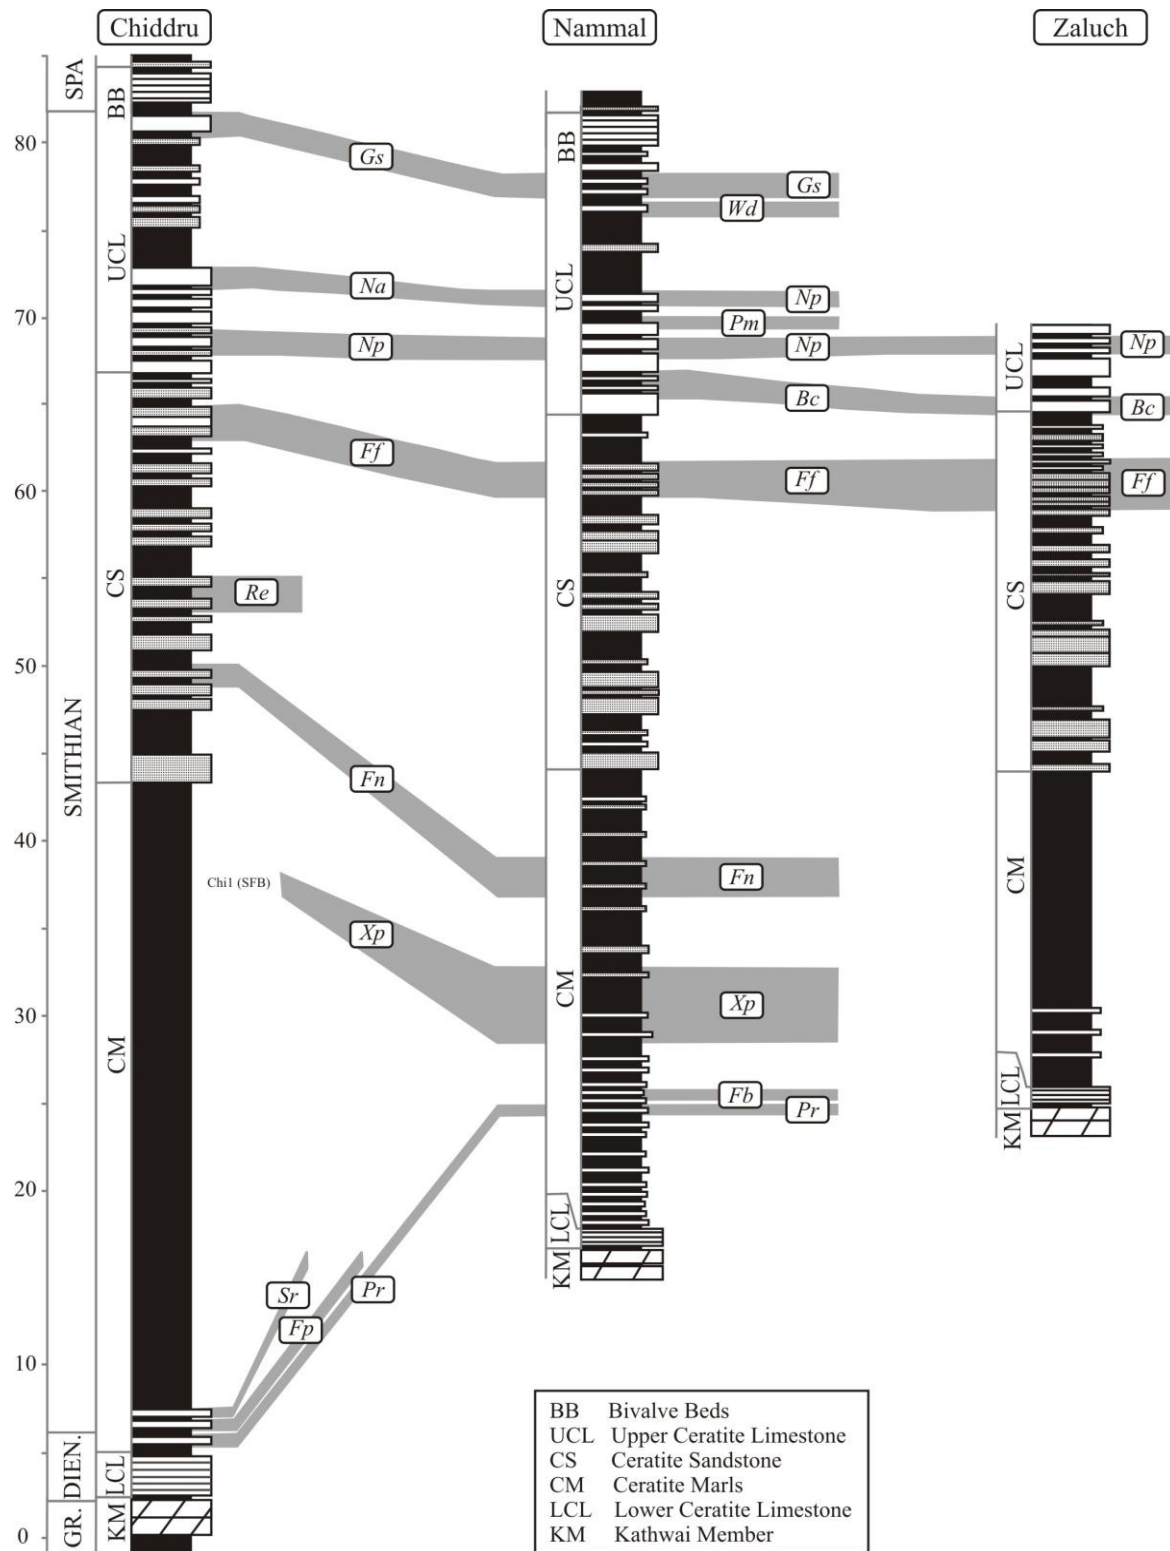 Chiddru
Nammal
Zaluch
SPA
SMITHIAN
DIEN.
GR.
80
70
60
50
40
30
20
10
0
BB
UCL
CS
CM
LCL
KM
Gs
Na
Np
Ff
Re
Fn
Chi1 (SFB)
Xp
Sr
Fp
Pr
BB
UCL
CS
CM
LCL
KM
Gs
Wd
Np
Pm
Np
Bc
Ff
Fn
Xp
Fb
Pr
UCL
CS
CM
LCL
KM
Np
Bc
Ff
BB Bivalve Beds
UCL Upper Ceratite Limestone
CS Ceratite Sandstone
CM Ceratite Marls
LCL Lower Ceratite Limestone
KM Kathwai Member